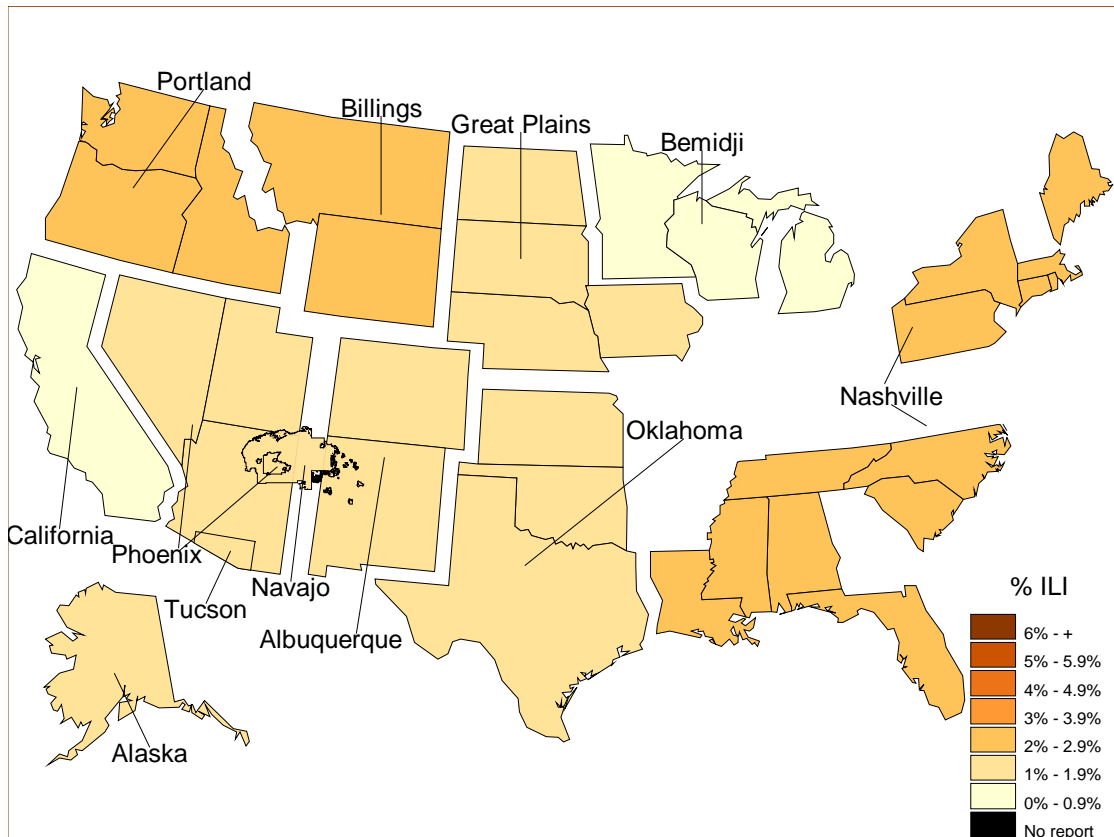 Portland
Billings
Great Plains
Bemidji
Nashville
Oklahoma
California
Phoenix
Navajo
Tucson
Albuquerque
Alaska
% ILI
6% - +
5% - 5.9%
4% - 4.9%
3% - 3.9%
2% - 2.9%
1% - 1.9%
0% - 0.9%
No report